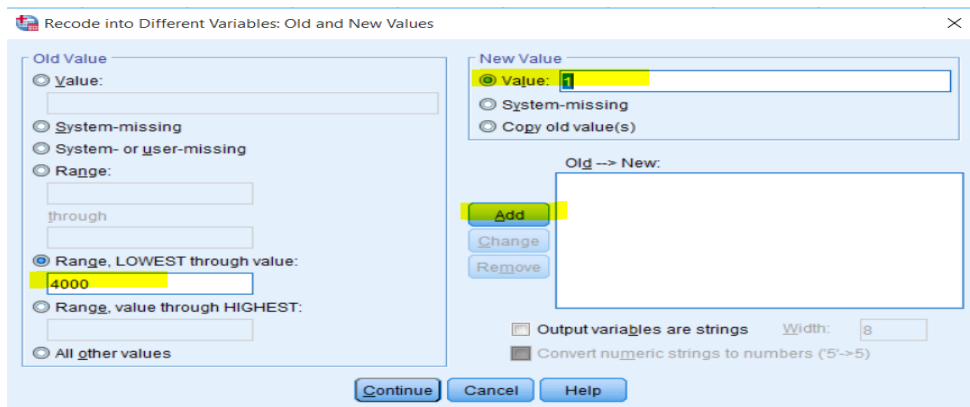 Recode into Different Variables: Old and New Values
Old Value
Value:
System-missing
System- or user-missing
Range:
through
Range, LOWEST through value:
4000
Range, value through HIGHEST:
All other values
New Value
Value: 1
System-missing
Copy old value(s)
Old --> New:
Add
Change
Remove
Output variables are strings Width: 8
Convert numeric strings to numbers ('5'->5)
Continue Cancel Help